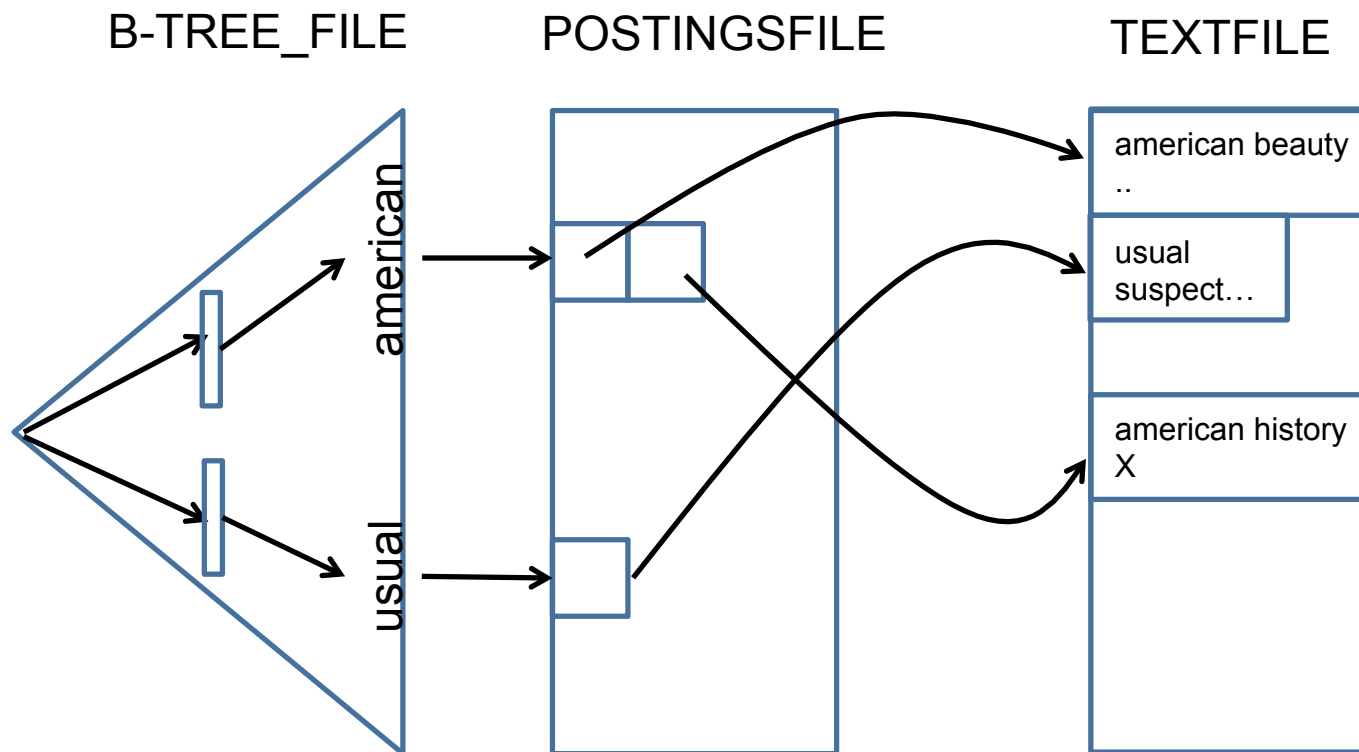 B-TREE_FILE
POSTINGSFILE
TEXTFILE
american
usual
american beauty
..
usual
suspect…
american history
X